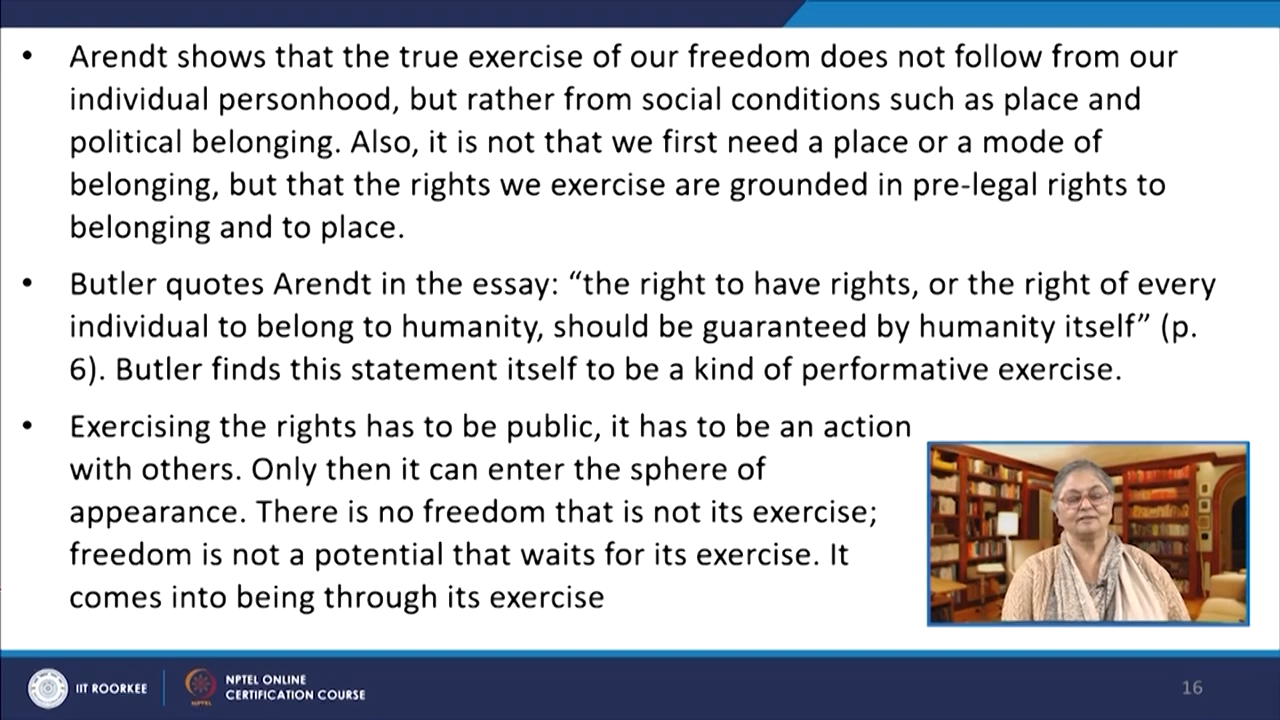 • Arendt shows that the true exercise of our freedom does not follow from our
individual personhood, but rather from social conditions such as place and
political belonging. Also, it is not that we first need a place or a mode of
belonging, but that the rights we exercise are grounded in pre-legal rights to
belonging and to place.
• Butler quotes Arendt in the essay: “the right to have rights, or the right of every
individual to belong to humanity, should be guaranteed by humanity itself” (p.
6). Butler finds this statement itself to be a kind of performative exercise.
• Exercising the rights has to be public, it has to be an action
with others. Only then it can enter the sphere of
appearance. There is no freedom that is not its exercise;
freedom is not a potential that waits for its exercise. It
comes into being through its exercise
IIT ROORKEE
NPTEL
NPTEL ONLINE
CERTIFICATION COURSE
16